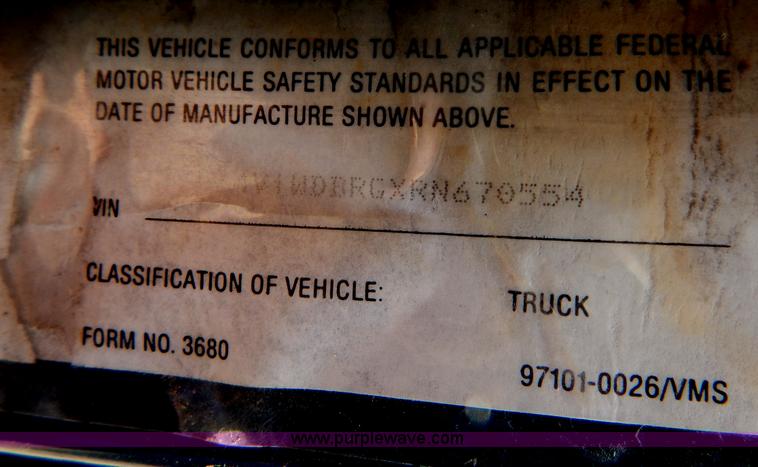 THIS VEHICLE CONFORMS TO ALL APPLICABLE FEDERAL
MOTOR VEHICLE SAFETY STANDARDS IN EFFECT ON THE
DATE OF MANUFACTURE SHOWN ABOVE.
VIN
CLASSIFICATION OF VEHICLE: TRUCK
FORM NO. 3680
97101-0026/VMS
www.purplewave.com